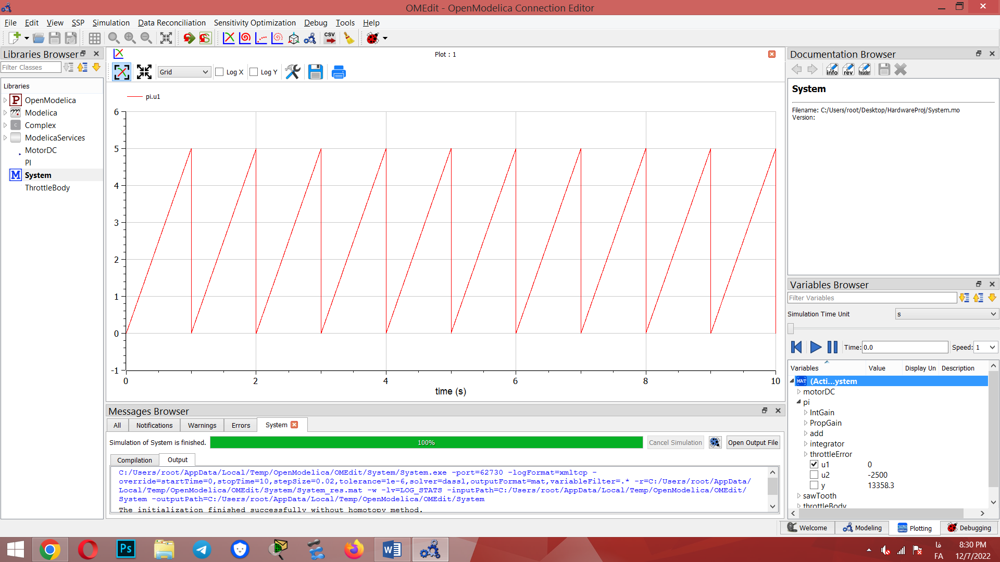 OMEdit - OpenModelica Connection Editor
File Edit View SSP Simulation Data Reconciliation Sensitivity Optimization Debug Tools Help
CSV
Libraries Browser
Filter Classes
Libraries
P OpenModelica
Modelica
C Complex
ModelicaServices
MotorDC
PI
M System
ThrottleBody
Plot : 1
Grid Log X Log Y
pi.u1
6
5
4
3
2
1
0
-1
0 2 4 6 8 10
time (s)
Messages Browser
All Notifications Warnings Errors System
Simulation of System is finished. 100% Cancel Simulation Open Output File
Compilation Output
C:/Users/root/AppData/Local/Temp/OpenModelica/OMEdit/System/System.exe -port=62730 -logFormat=xmltcp -
override=startTime=0,stopTime=10,stepSize=0.02,tolerance=1e-6,solver=dassl,outputFormat=mat,variableFilter=.* -r=C:/Users/root/AppData/
Local/Temp/OpenModelica/OMEdit/System/System_res.mat -w -lv=LOG_STATS -inputPath=C:/Users/root/AppData/Local/Temp/OpenModelica/OMEdit/
System -outputPath=C:/Users/root/AppData/Local/Temp/OpenModelica/OMEdit/System
The initialization finished successfully without homotopy method.
Documentation Browser
info rev header
System
Filename: C:/Users/root/Desktop/HardwareProj/System.mo
Version:
Variables Browser
Filter Variables
Simulation Time Unit s
Time: 0.0 Speed: 1
Variables Value Display Un Description
MAT (Acti...ystem
motorDC
pi
IntGain
PropGain
add
integrator
throttleError
u1 0
u2 -2500
y 13358.3
sawTooth
throttleBody
Welcome Modeling Plotting Debugging
Ps
فا
FA
8:30 PM
12/7/2022